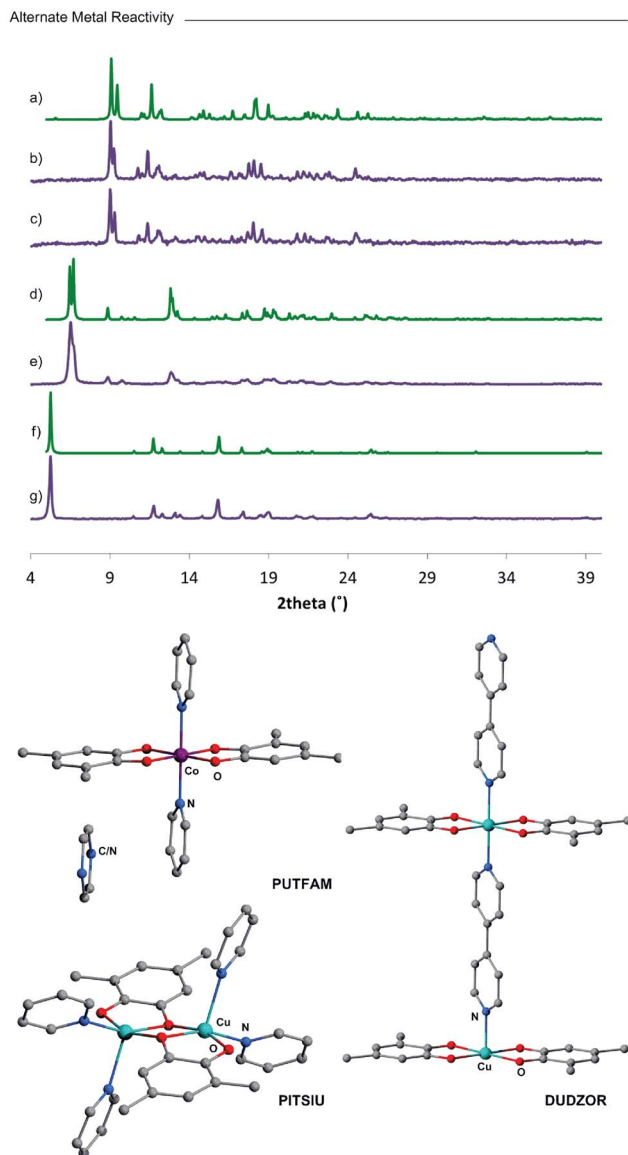 Alternate Metal Reactivity
a)
b)
c)
d)
e)
f)
g)
4 9 14 19 24 29 34 39
2theta (˚)
Co
O
N
C/N
PUTFAM
Cu
N
O
PITSIU
N
Cu
O
DUDZOR